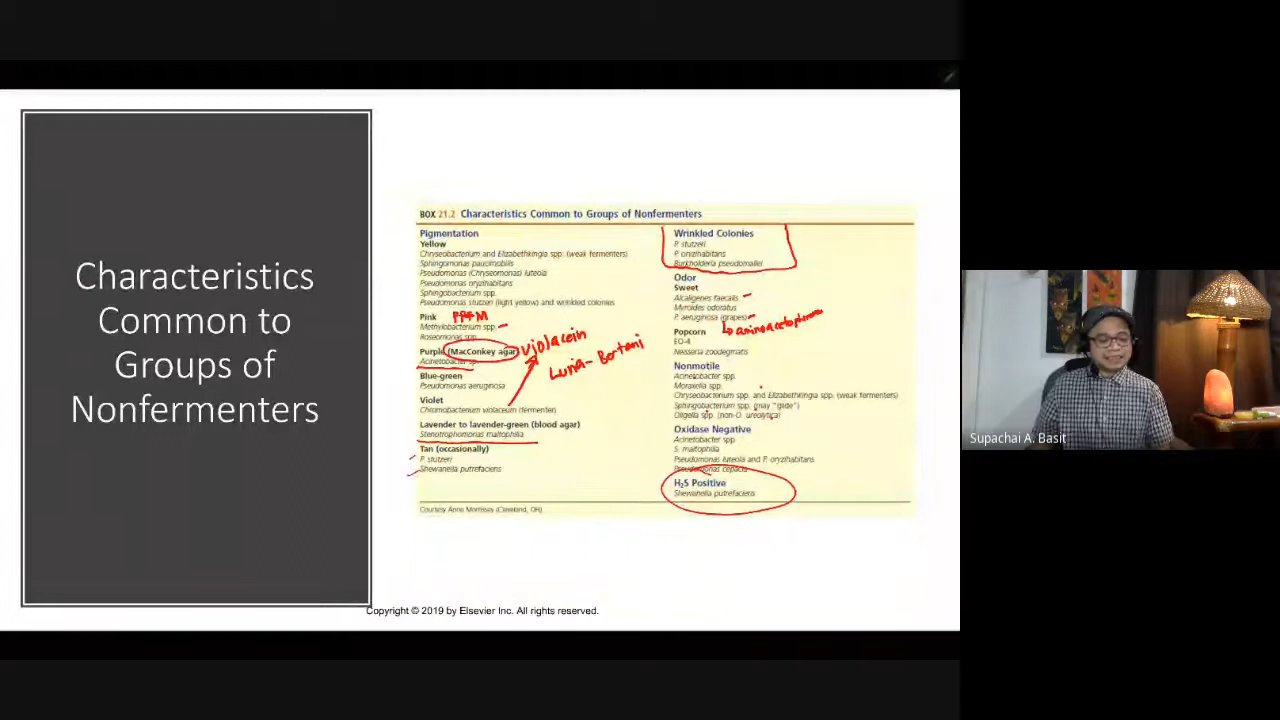 Characteristics
Common to
Groups of
Nonfermenters
BOX 21.2 Characteristics Common to Groups of Nonfermenters
Pigmentation
Yellow
Chryseobacterium and Elizabethkingia spp. (weak fermenters)
Sphingomonas paucimobilis
Pseudomonas (Chryseomonas) luteola
Pseudomonas oryzihabitans
Sphingobacterium spp.
Pseudomonas stutzeri (light yellow) and wrinkled colonies
Pink PPFM
Methylobacterium spp.
Roseomonas spp.
Purple (MacConkey agar) violacein
Acinetobacter sp.
Luria-Bertani
Blue-green
Pseudomonas aeruginosa
Violet
Chromobacterium violaceum (fermenter)
Lavender to lavender-green (blood agar)
Stenotrophomonas maltophilia
Tan (occasionally)
P. stutzeri
Shewanella putrefaciens
Wrinkled Colonies
P. stutzeri
P. oryzihabitans
Burkholderia pseudomallei
Odor
Sweet
Alcaligenes faecalis
Myroides odoratus
P. aeruginosa (grapes)
Popcorn
EO-4
Neisseria zoodegmatis
Nonmotile
Acinetobacter spp.
Moraxella spp.
Chryseobacterium spp. and Elizabethkingia spp. (weak fermenters)
Sphingobacterium spp. (may "glide")
Oligella spp. (non-O. ureolytica)
Oxidase Negative
Acinetobacter spp.
S. maltophilia
Pseudomonas luteola and P. oryzihabitans
Pseudomonas cepacia
H₂S Positive
Shewanella putrefaciens
Courtesy Anne Morrissey (Cleveland, OH)
Copyright © 2019 by Elsevier Inc. All rights reserved.
Supachai A. Basit